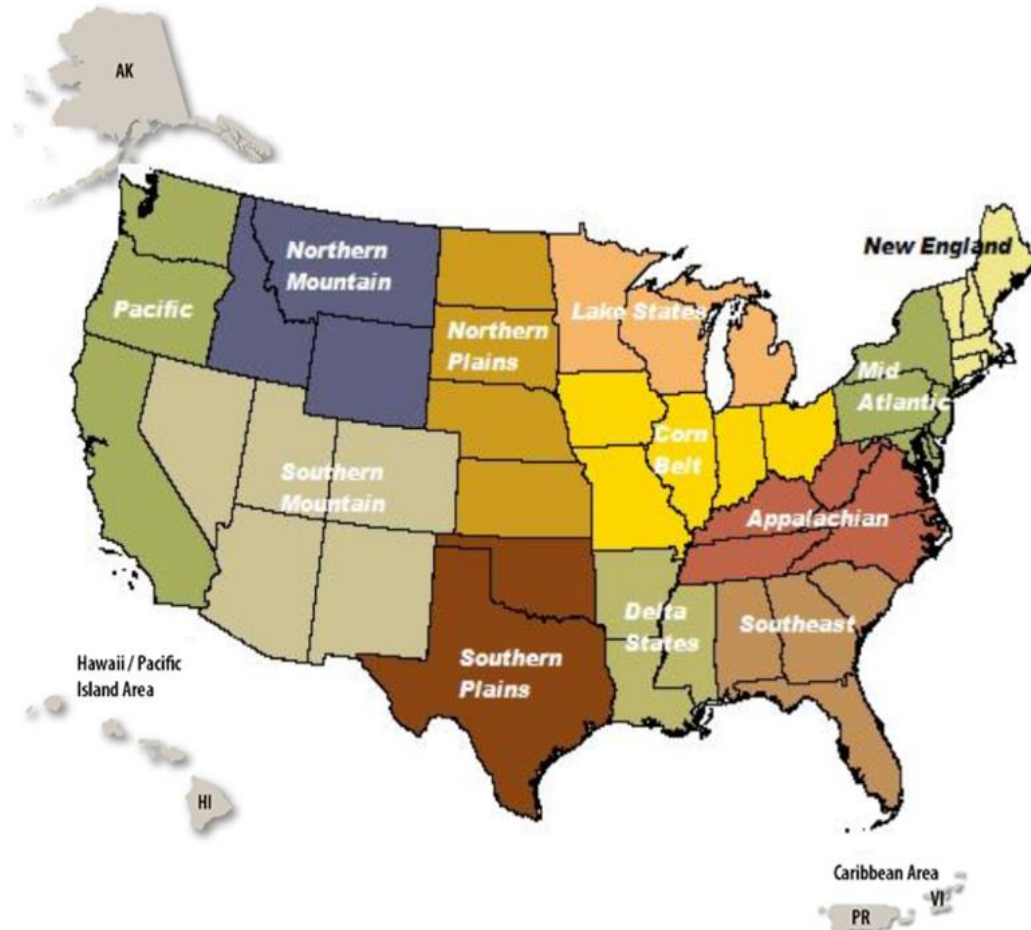 AK
New England
Northern
Mountain
Pacific
Lake States
Northern
Plains
Mid
Atlantic
Corn
Belt
Southern
Mountain
Appalachian
Delta
States
Southeast
Southern
Plains
Hawaii / Pacific
Island Area
HI
Caribbean Area
VI
PR